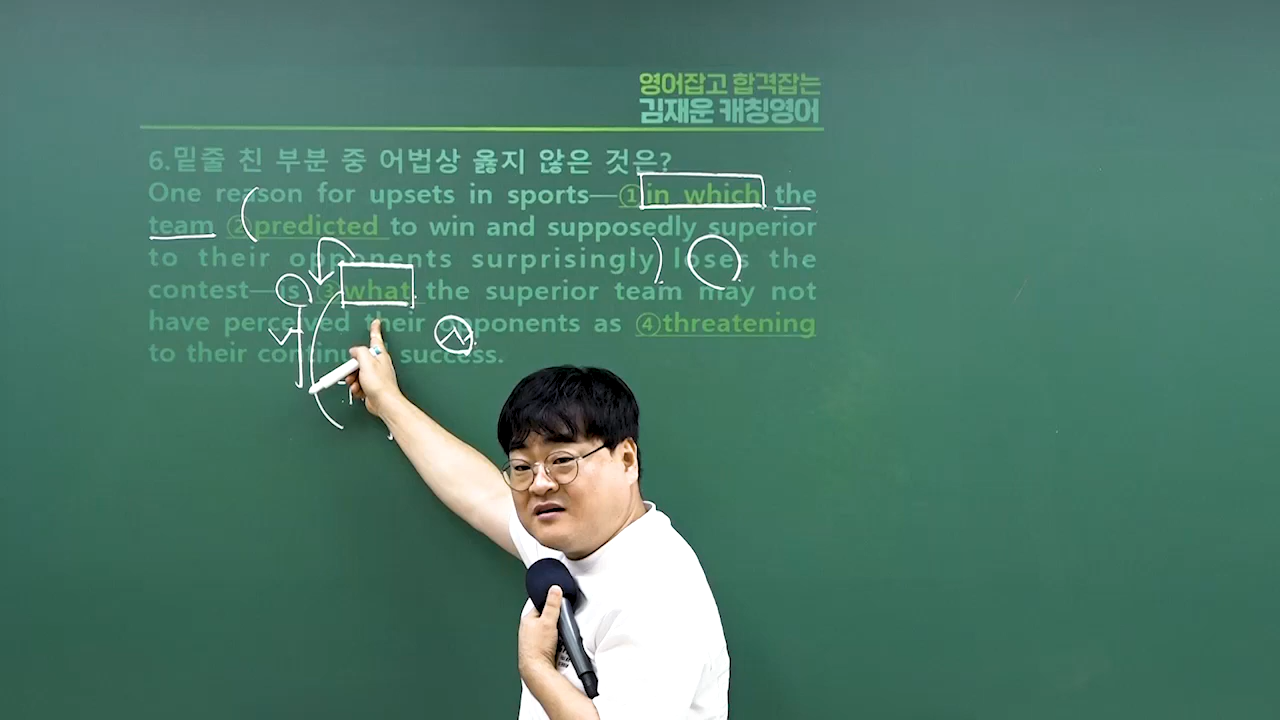 영어잡고 합격잡는
김재운 캐칭영어
6.밑줄 친 부분 중 어법상 옳지 않은 것은?
One reason for upsets in sports—①in which the
team ②predicted to win and supposedly superior
to their opponents surprisingly loses the
contest—is ③what the superior team may not
have perceived their opponents as ④threatening
to their continued success.